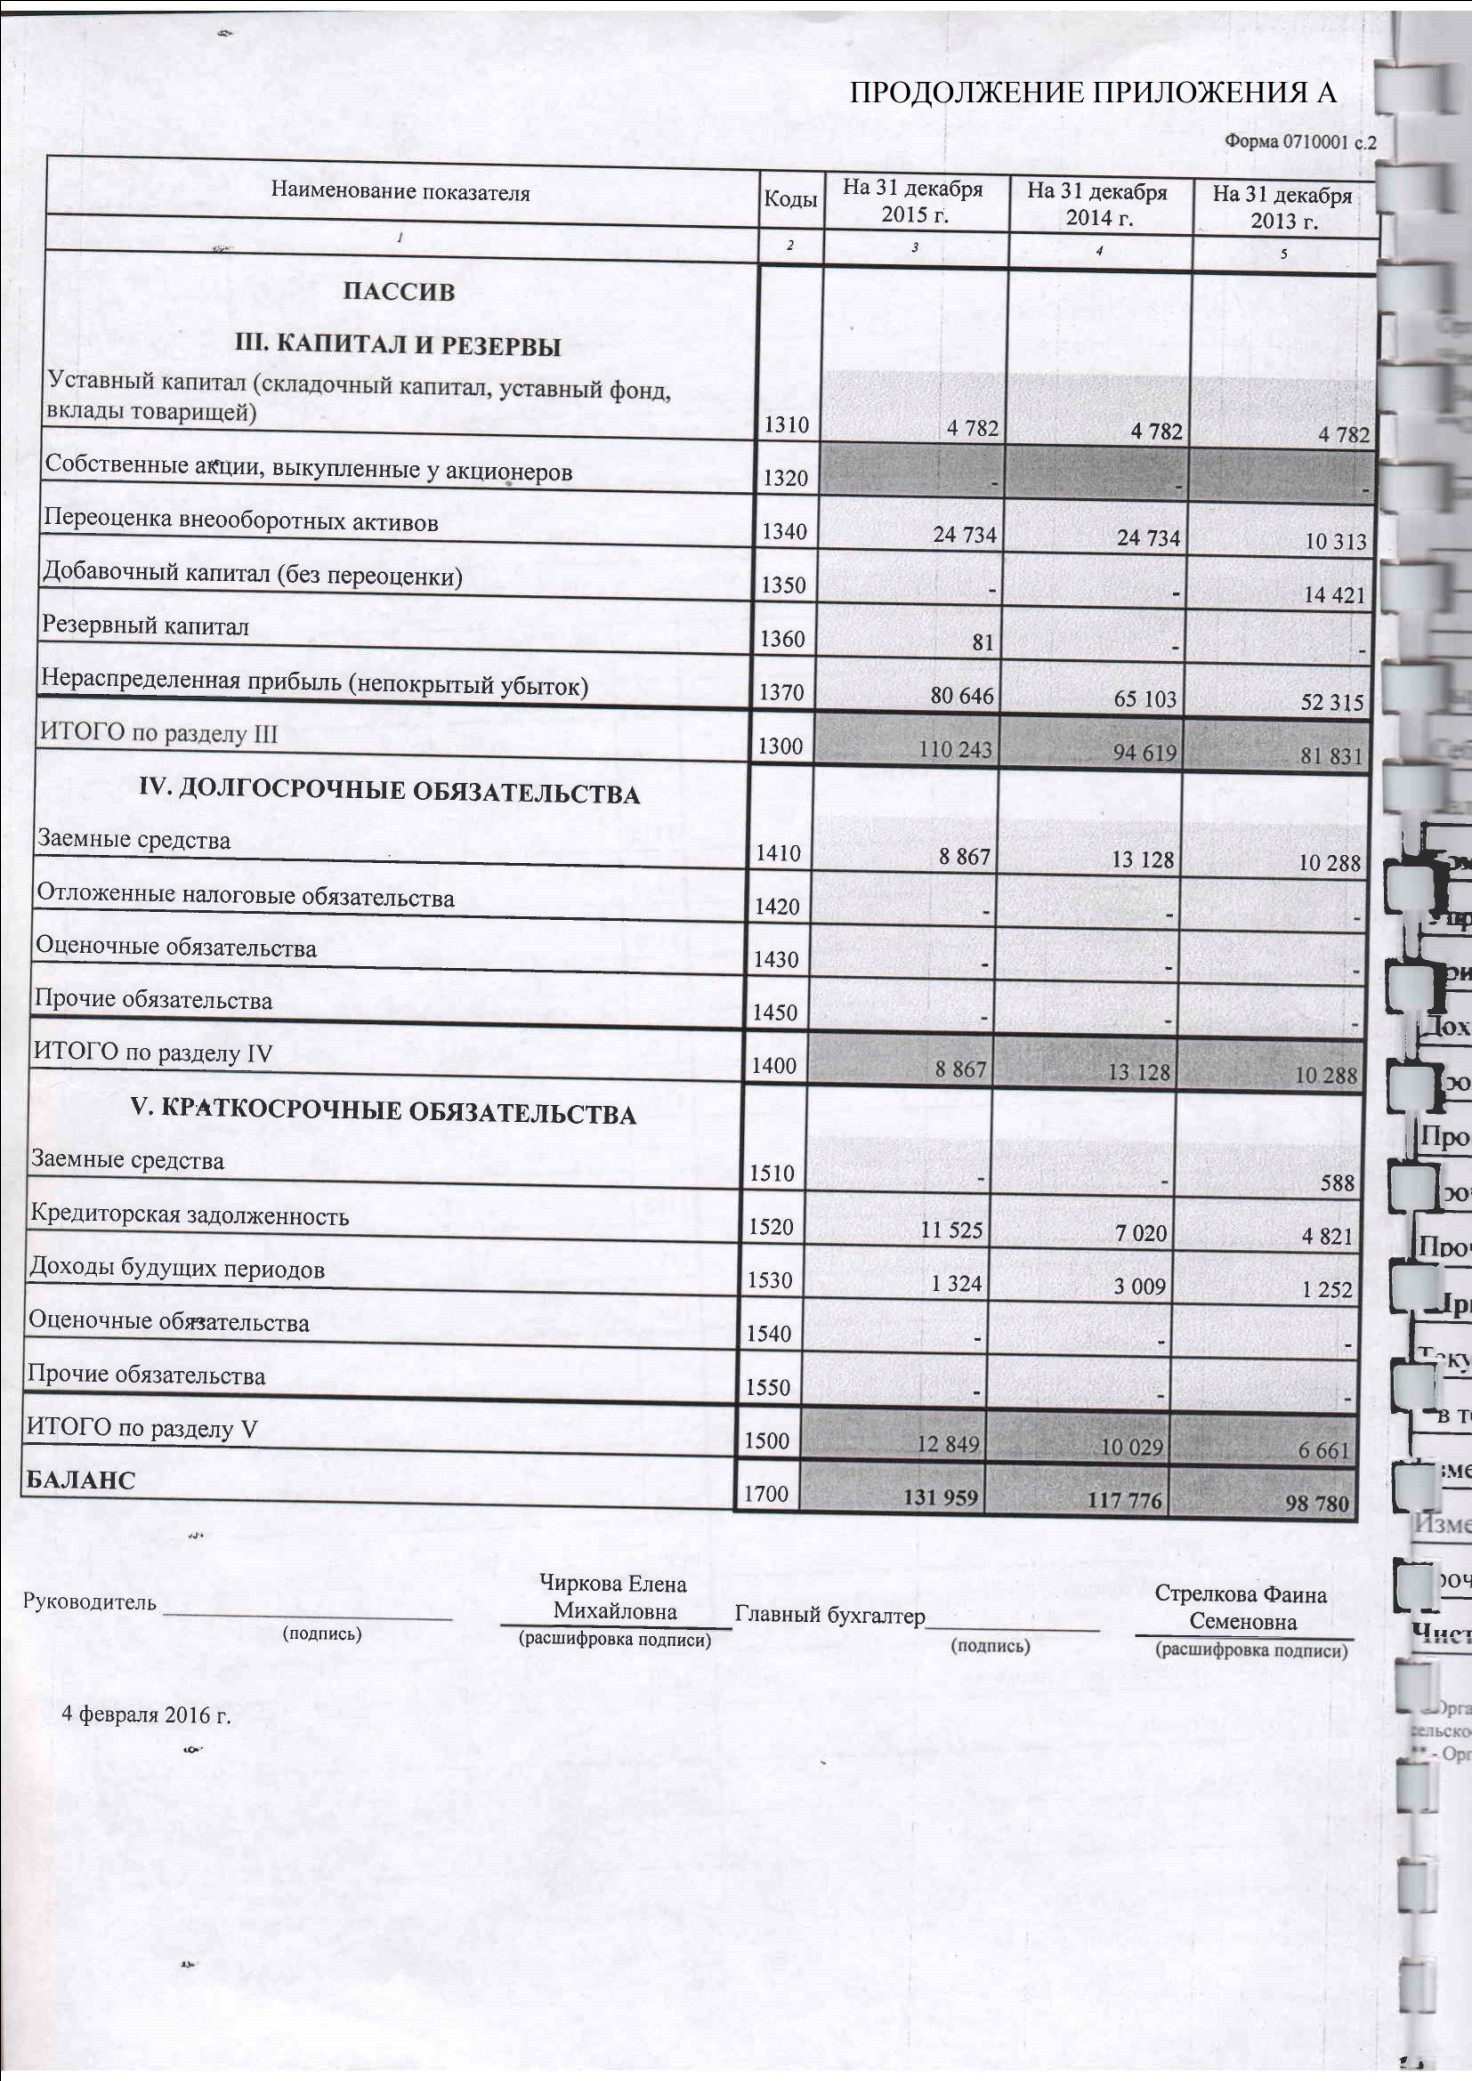 ПРОДОЛЖЕНИЕ ПРИЛОЖЕНИЯ А
Форма 0710001 с.2
Наименование показателя Коды На 31 декабря 2015 г. На 31 декабря 2014 г. На 31 декабря 2013 г.
1 2 3 4 5
ПАССИВ
III. КАПИТАЛ И РЕЗЕРВЫ
Уставный капитал (складочный капитал, уставный фонд,
вклады товарищей) 1310 4 782 4 782 4 782
Собственные акции, выкупленные у акционеров 1320 - - -
Переоценка внеооборотных активов 1340 24 734 24 734 10 313
Добавочный капитал (без переоценки) 1350 - - 14 421
Резервный капитал 1360 81 - -
Нераспределенная прибыль (непокрытый убыток) 1370 80 646 65 103 52 315
ИТОГО по разделу III 1300 110 243 94 619 81 831
IV. ДОЛГОСРОЧНЫЕ ОБЯЗАТЕЛЬСТВА
Заемные средства 1410 8 867 13 128 10 288
Отложенные налоговые обязательства 1420 - - -
Оценочные обязательства 1430 - - -
Прочие обязательства 1450 - - -
ИТОГО по разделу IV 1400 8 867 13 128 10 288
V. КРАТКОСРОЧНЫЕ ОБЯЗАТЕЛЬСТВА
Заемные средства 1510 - - 588
Кредиторская задолженность 1520 11 525 7 020 4 821
Доходы будущих периодов 1530 1 324 3 009 1 252
Оценочные обязательства 1540 - - -
Прочие обязательства 1550 - - -
ИТОГО по разделу V 1500 12 849 10 029 6 661
БАЛАНС 1700 131 959 117 776 98 780
Руководитель Чиркова Елена Михайловна Главный бухгалтер Стрелкова Фаина Семеновна
(подпись) (расшифровка подписи) (подпись) (расшифровка подписи)
4 февраля 2016 г.